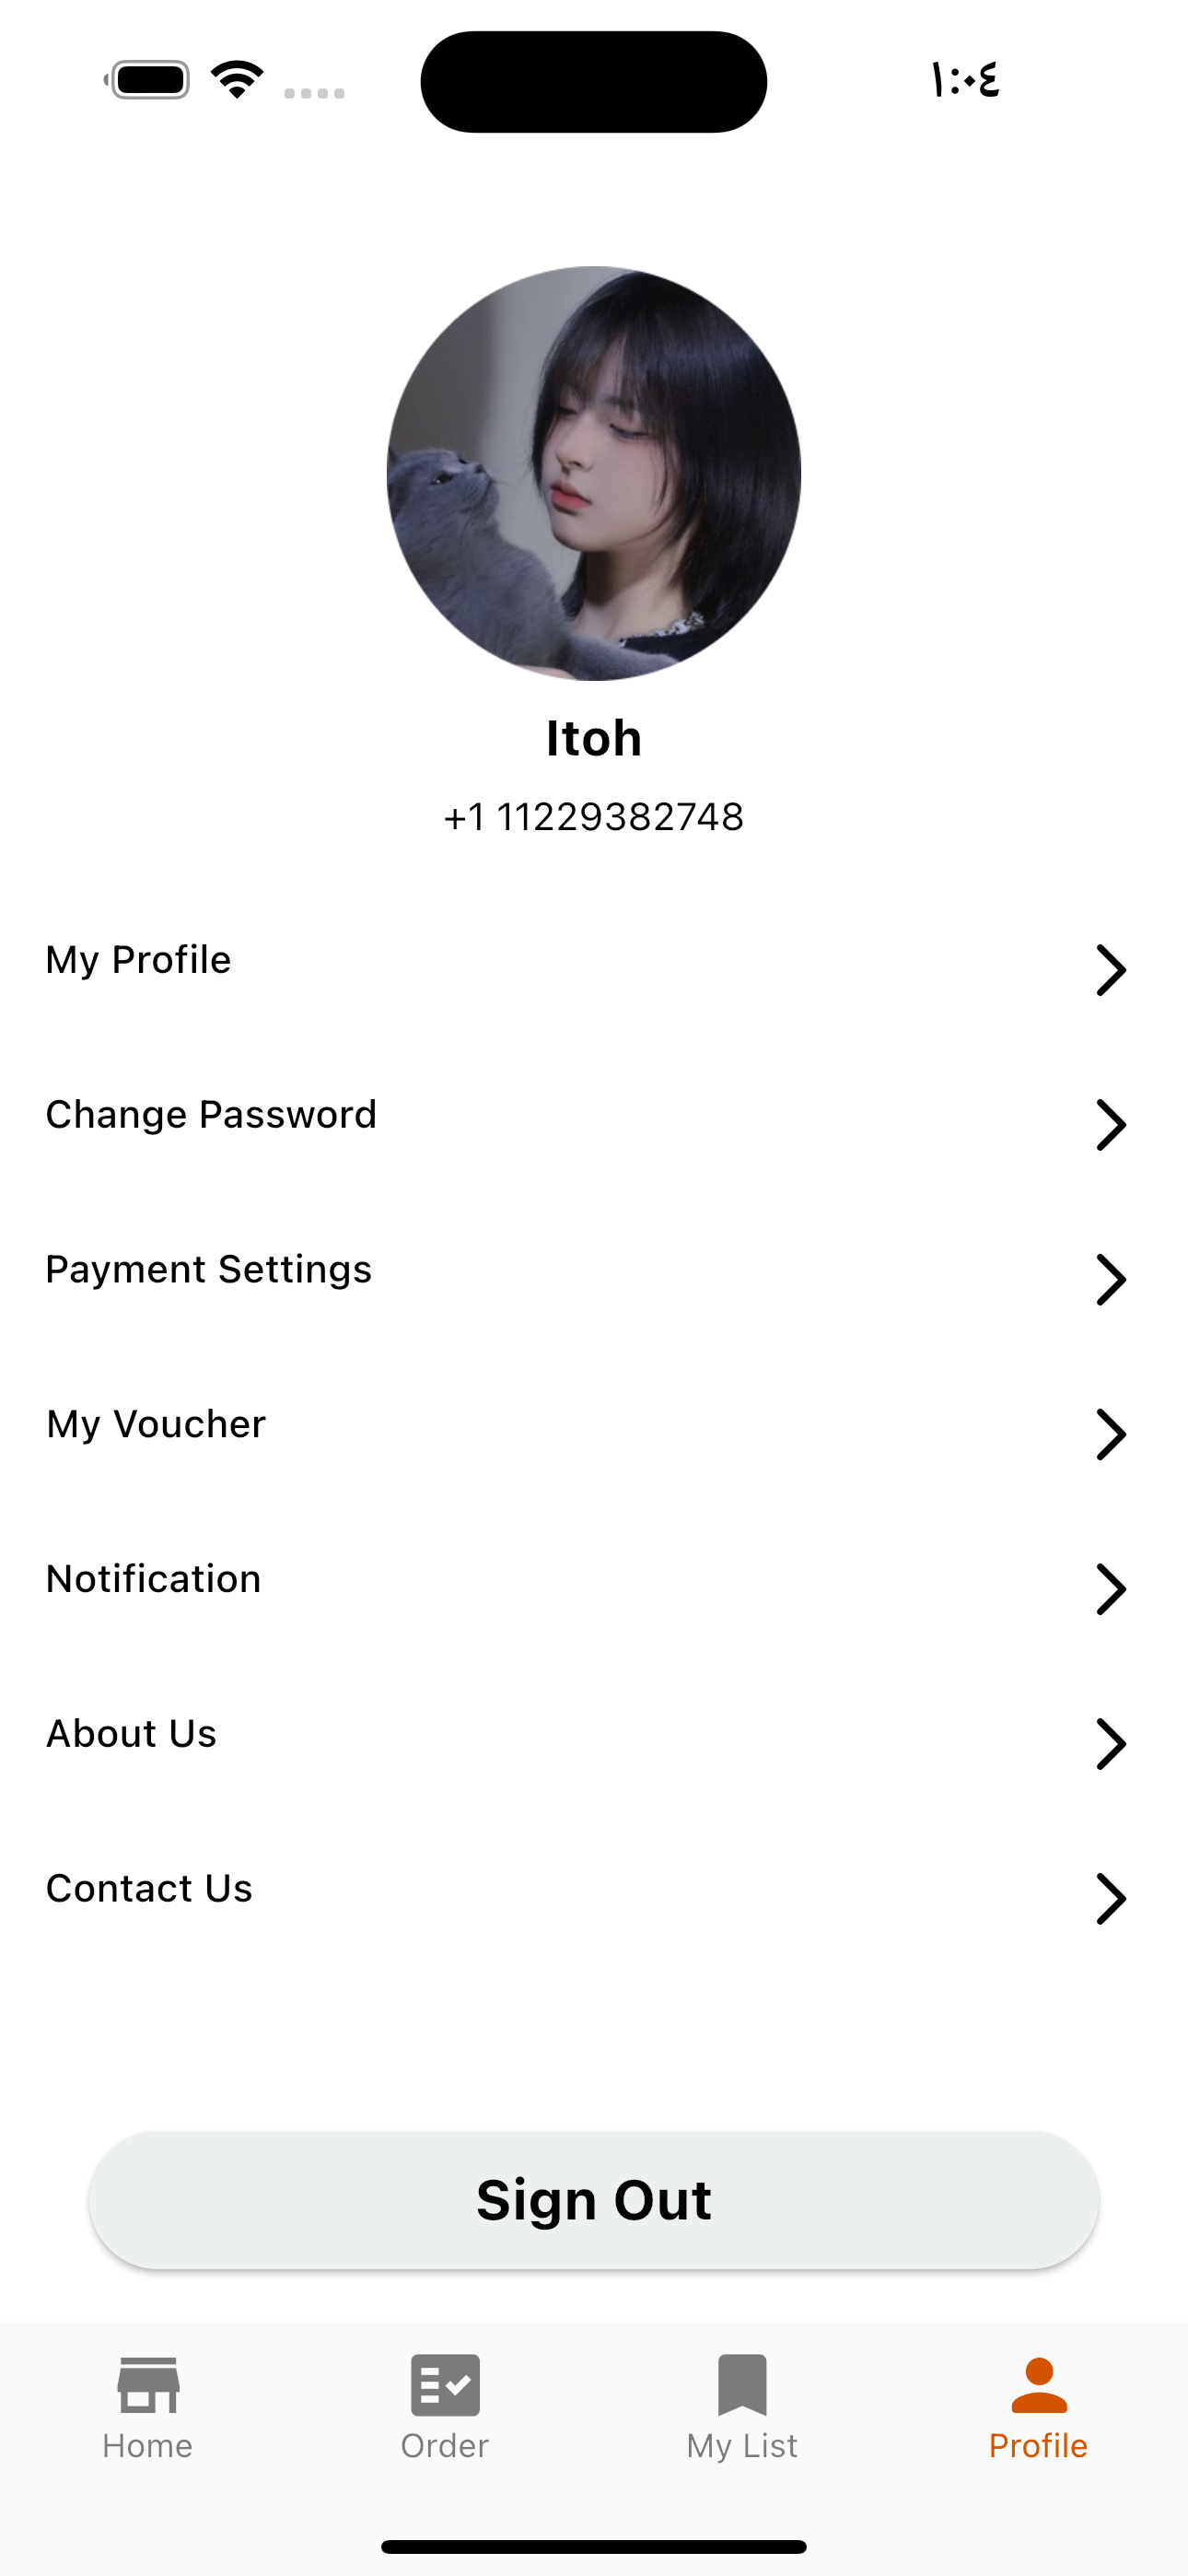 ١:٠٤
Itoh
+1 11229382748
My Profile
Change Password
Payment Settings
My Voucher
Notification
About Us
Contact Us
Sign Out
Home
Order
My List
Profile